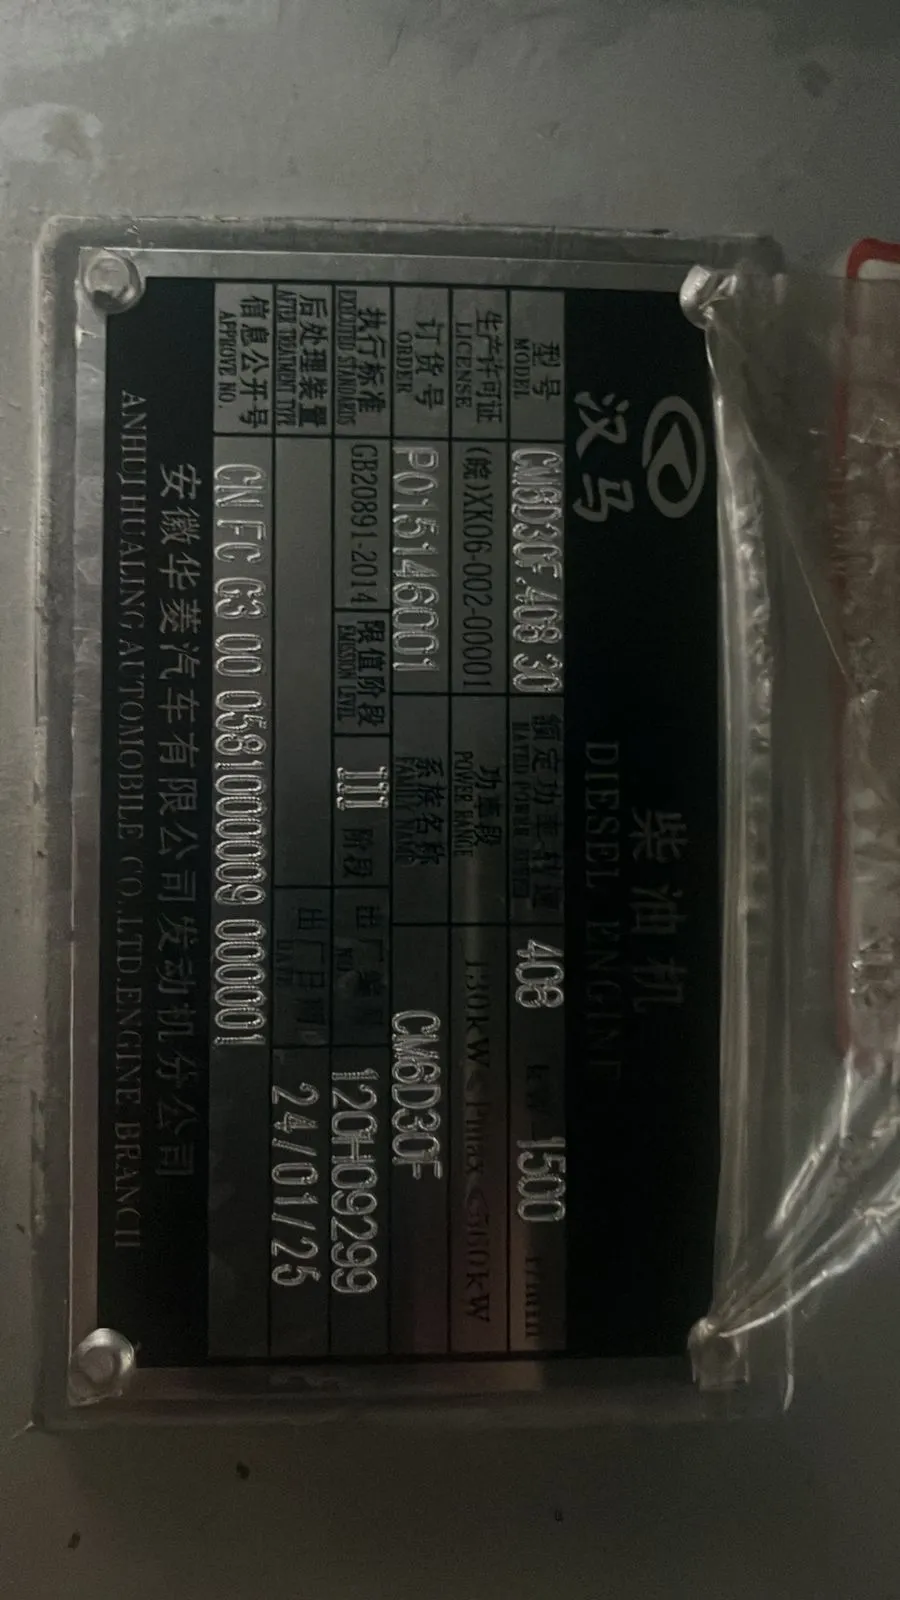 汉马
柴油机
DIESEL ENGINE
型号
MODEL
CM6D30F.408 30
额定功率/转速
RATED POWER
408 kW 1500 r/min
生产许可证
LICENSE
(皖)XK06-002-00001
功率段
POWER RANGE
130kW≤Pmax≤560kW
订货号
ORDER
P015146001
系族名称
FAMILY NAME
CM6D30F
执行标准
EXECUTED STANDARDS
GB20891-2014
限值阶段
EMISSION LEVEL
III 阶段
出厂
NO.
120H09299
后处理装置
AFTER TREATMENT TYPE
出厂日期
DATE
24/01/25
信息公开号
APPROVE NO.
CN FC G3 00 0581000009 000001
安徽华菱汽车有限公司发动机分公司
ANHUI HUALING AUTOMOBILE CO.,LTD.ENGINE BRANCH